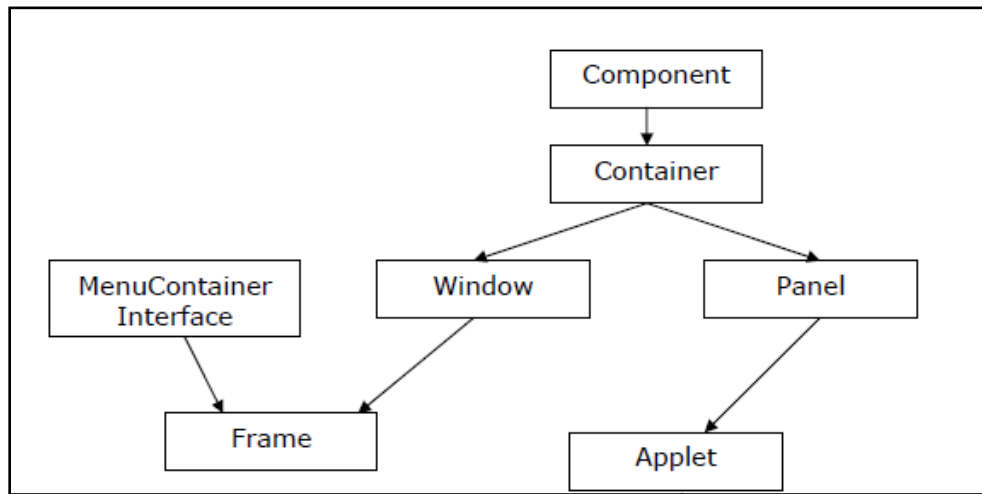 Component
Container
MenuContainer
Interface
Window
Panel
Frame
Applet